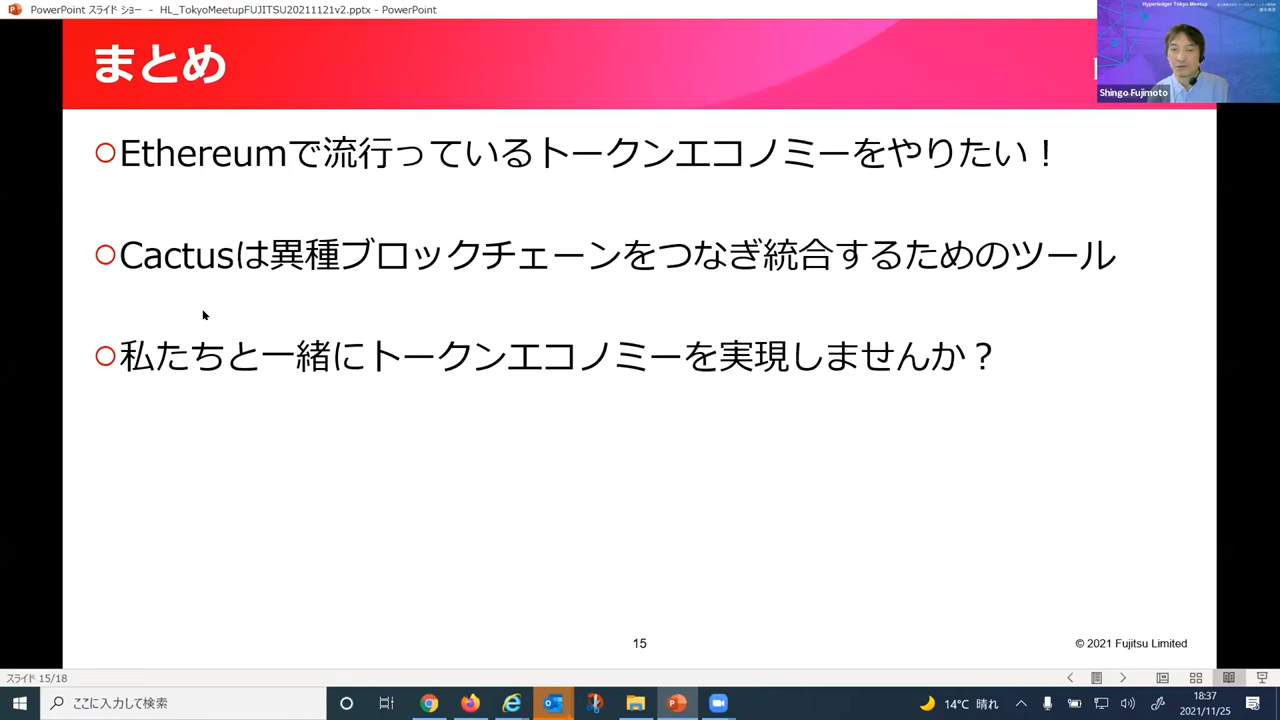 PowerPoint スライド ショー - HL_TokyoMeetupFUJITSU20211121v2.pptx - PowerPoint
Hyperledger Tokyo Meetup
まとめ
Shingo Fujimoto
Ethereumで流行っているトークンエコノミーをやりたい！
Cactusは異種ブロックチェーンをつなぎ統合するためのツール
私たちと一緒にトークンエコノミーを実現しませんか？
15
© 2021 Fujitsu Limited
スライド 15/18
ここに入力して検索
14°C 晴れ
18:37
2021/11/25